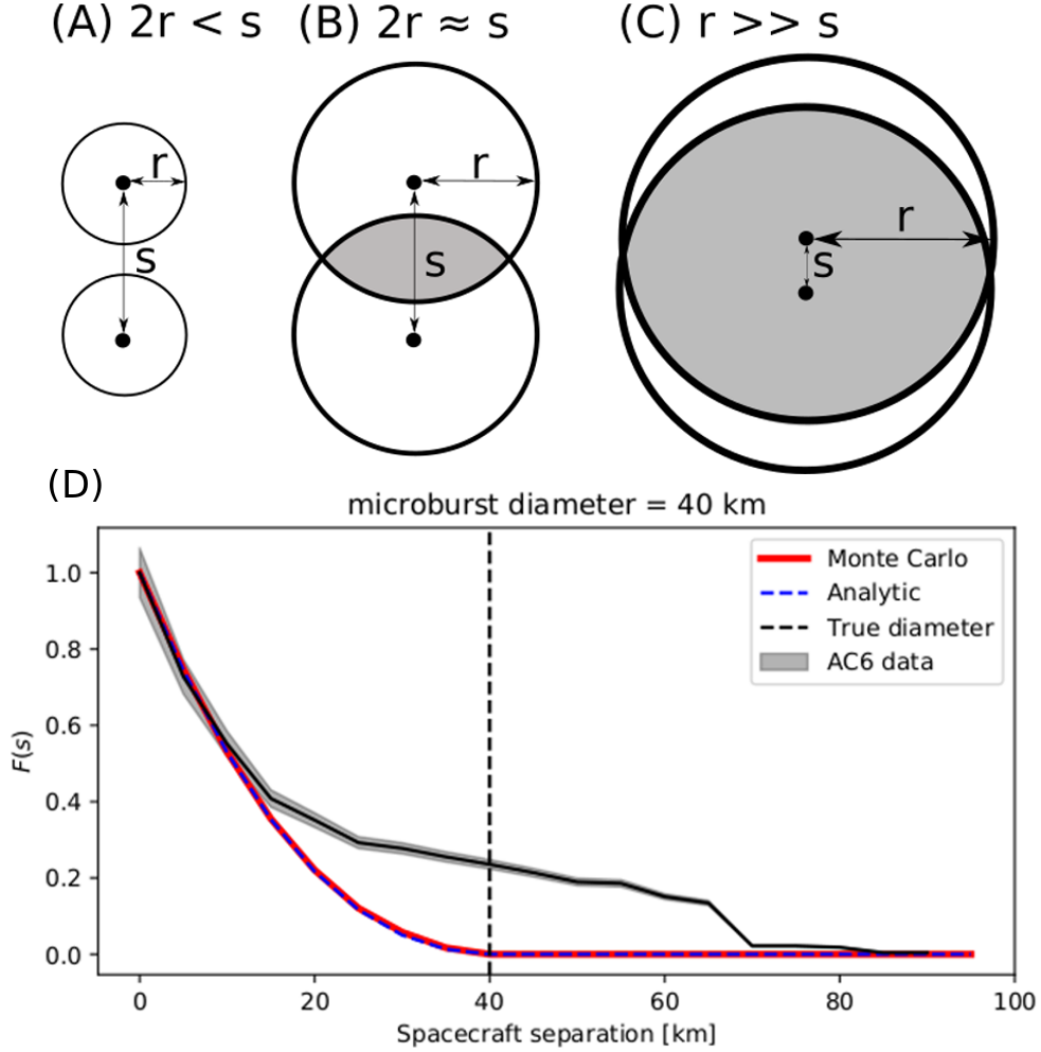 (A) 2r < s (B) 2r ≈ s (C) r >> s
r
s
r
s
r
s
(D)
microburst diameter = 40 km
F(s)
1.0
0.8
0.6
0.4
0.2
0.0
Monte Carlo
Analytic
True diameter
AC6 data
0 20 40 60 80 100
Spacecraft separation [km]